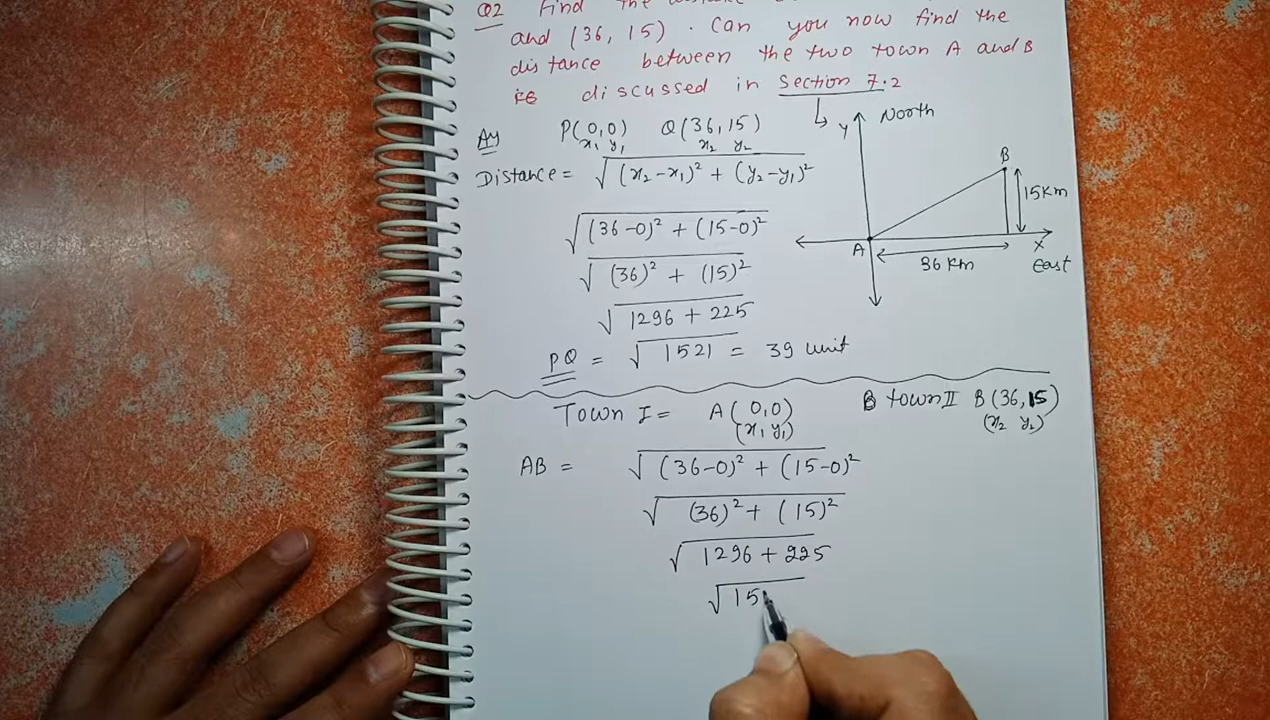 Q2 Find the
and (36, 15). Can you now find the
distance between the two town A and B
discussed in Section 7.2
P(0,0) Q(36,15)
x₁ y₁ x₂ y₂
Distance = √(x₂-x₁)² + (y₂-y₁)²
√(36-0)² + (15-0)²
√(36)² + (15)²
√1296 + 225
PQ = √1521 = 39 unit
Y North
B
15Km
A
36 Km
X
East
Town I = A(0,0) B town II B(36,15)
(x₁ y₁) (x₂ y₂)
AB = √(36-0)² + (15-0)²
√(36)² + (15)²
√1296 + 225
√15